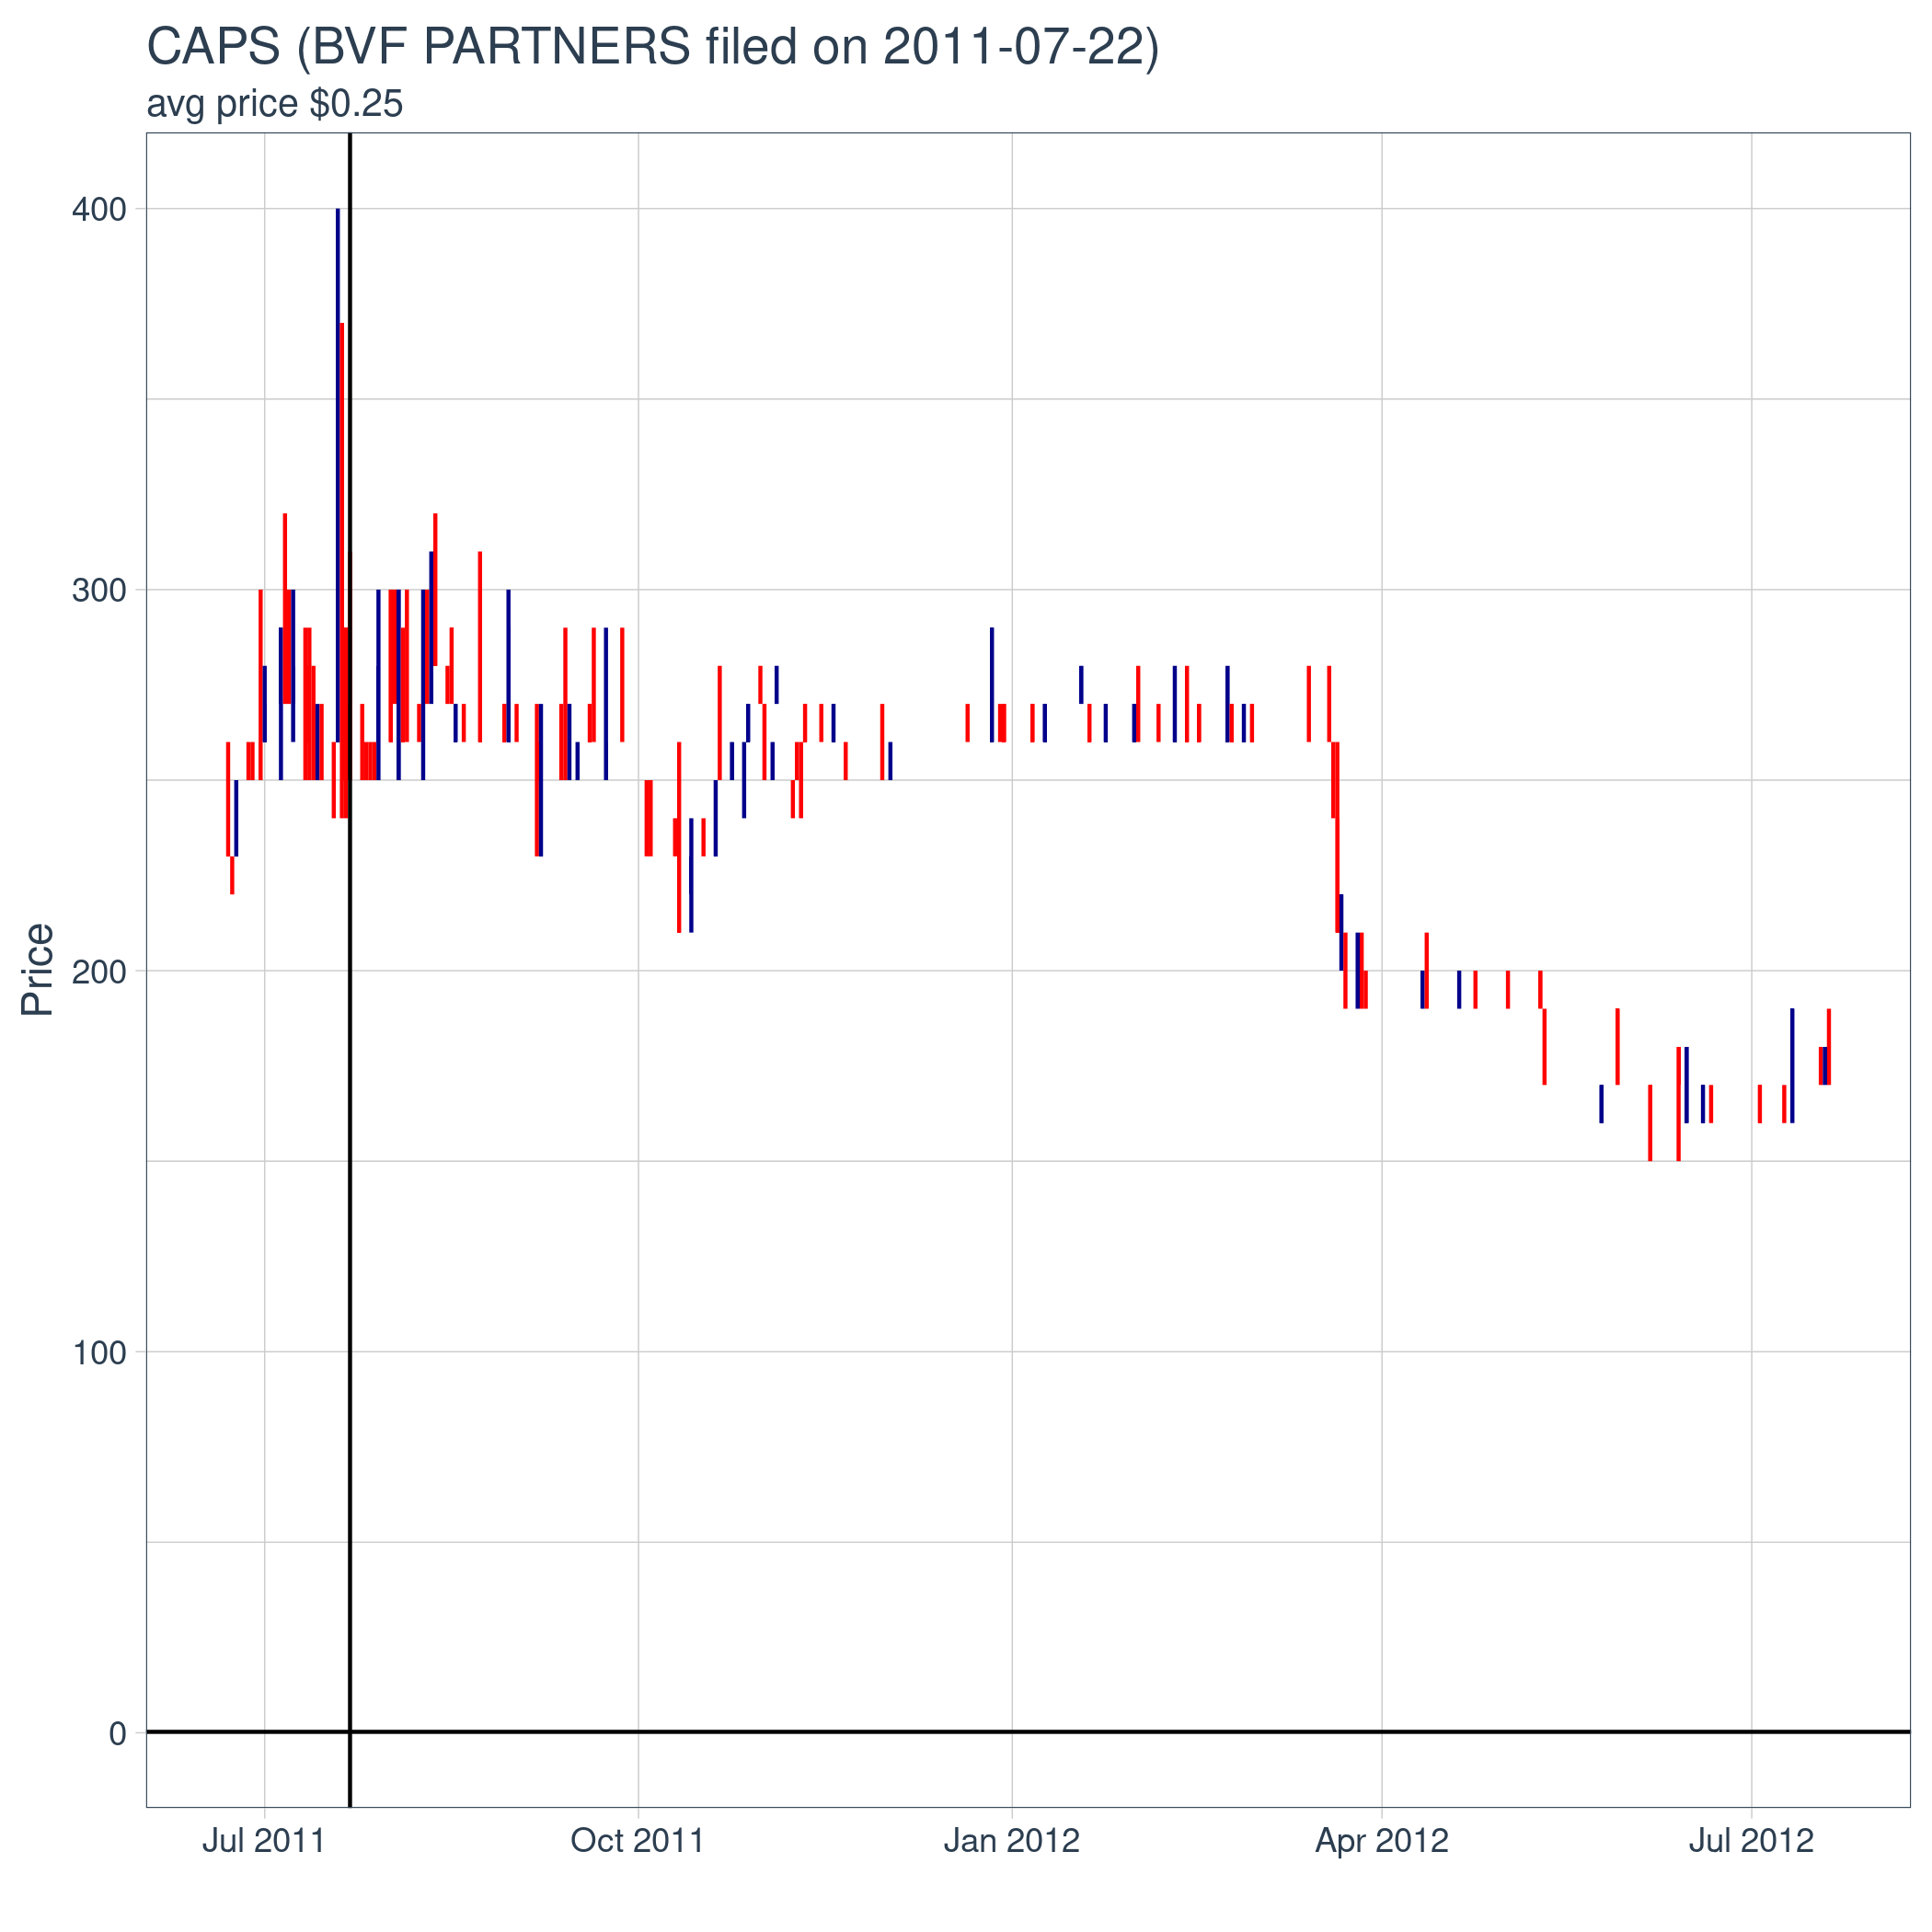 CAPS (BVF PARTNERS filed on 2011-07-22)
avg price $0.25
Price
400
300
200
100
0
Jul 2011
Oct 2011
Jan 2012
Apr 2012
Jul 2012